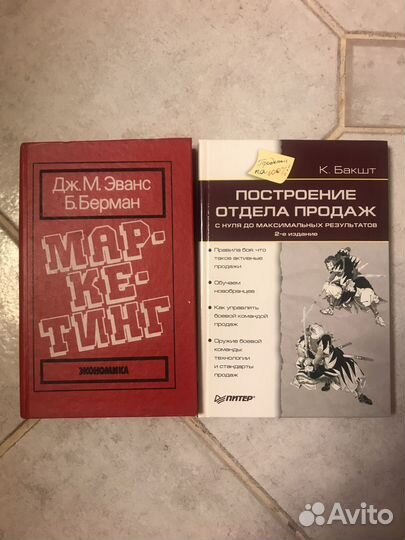 Дж. М. Эванс
Б. Берман
МАР-
КЕ-
ТИНГ
ЭКОНОМИКА
К. Бакшт
ПОСТРОЕНИЕ
ОТДЕЛА ПРОДАЖ
С НУЛЯ ДО МАКСИМАЛЬНЫХ РЕЗУЛЬТАТОВ
2-е издание
Правила боя: что
такое активные
продажи
Обучаем
новобранцев
Как управлять
боевой командой
продаж
Оружие боевой
команды:
технологии
и стандарты
продаж
ПИТЕР
Avito